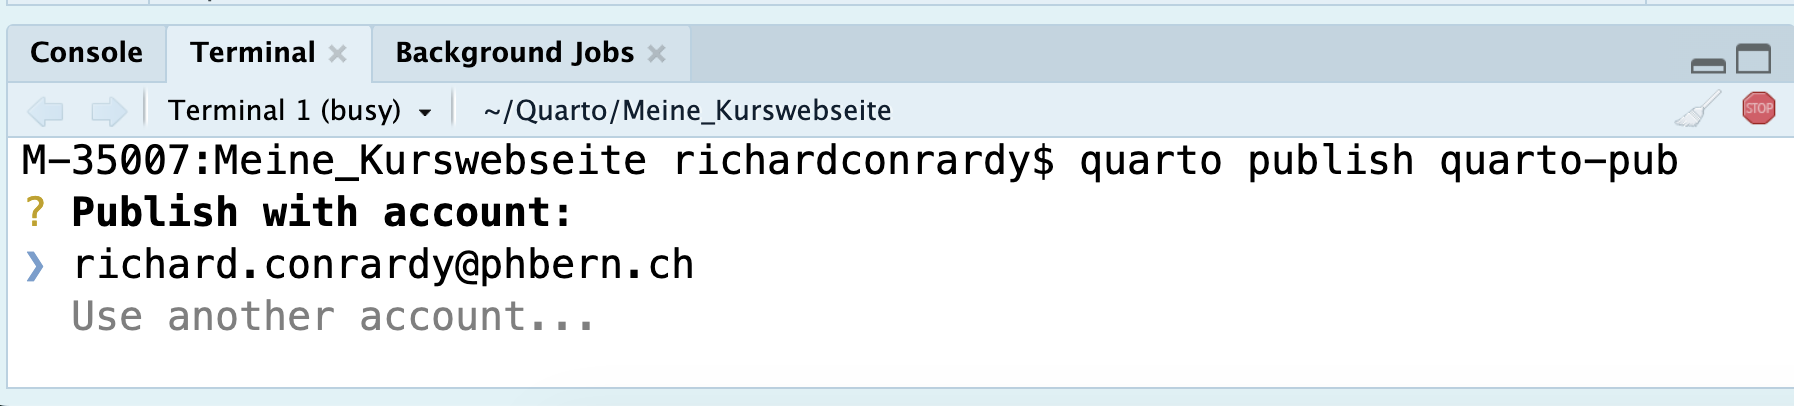 Console Terminal × Background Jobs ×
Terminal 1 (busy) ~/Quarto/Meine_Kurswebseite STOP
M-35007:Meine_Kurswebseite richardconrardy$ quarto publish quarto-pub
? Publish with account:
❯ richard.conrardy@phbern.ch
Use another account...